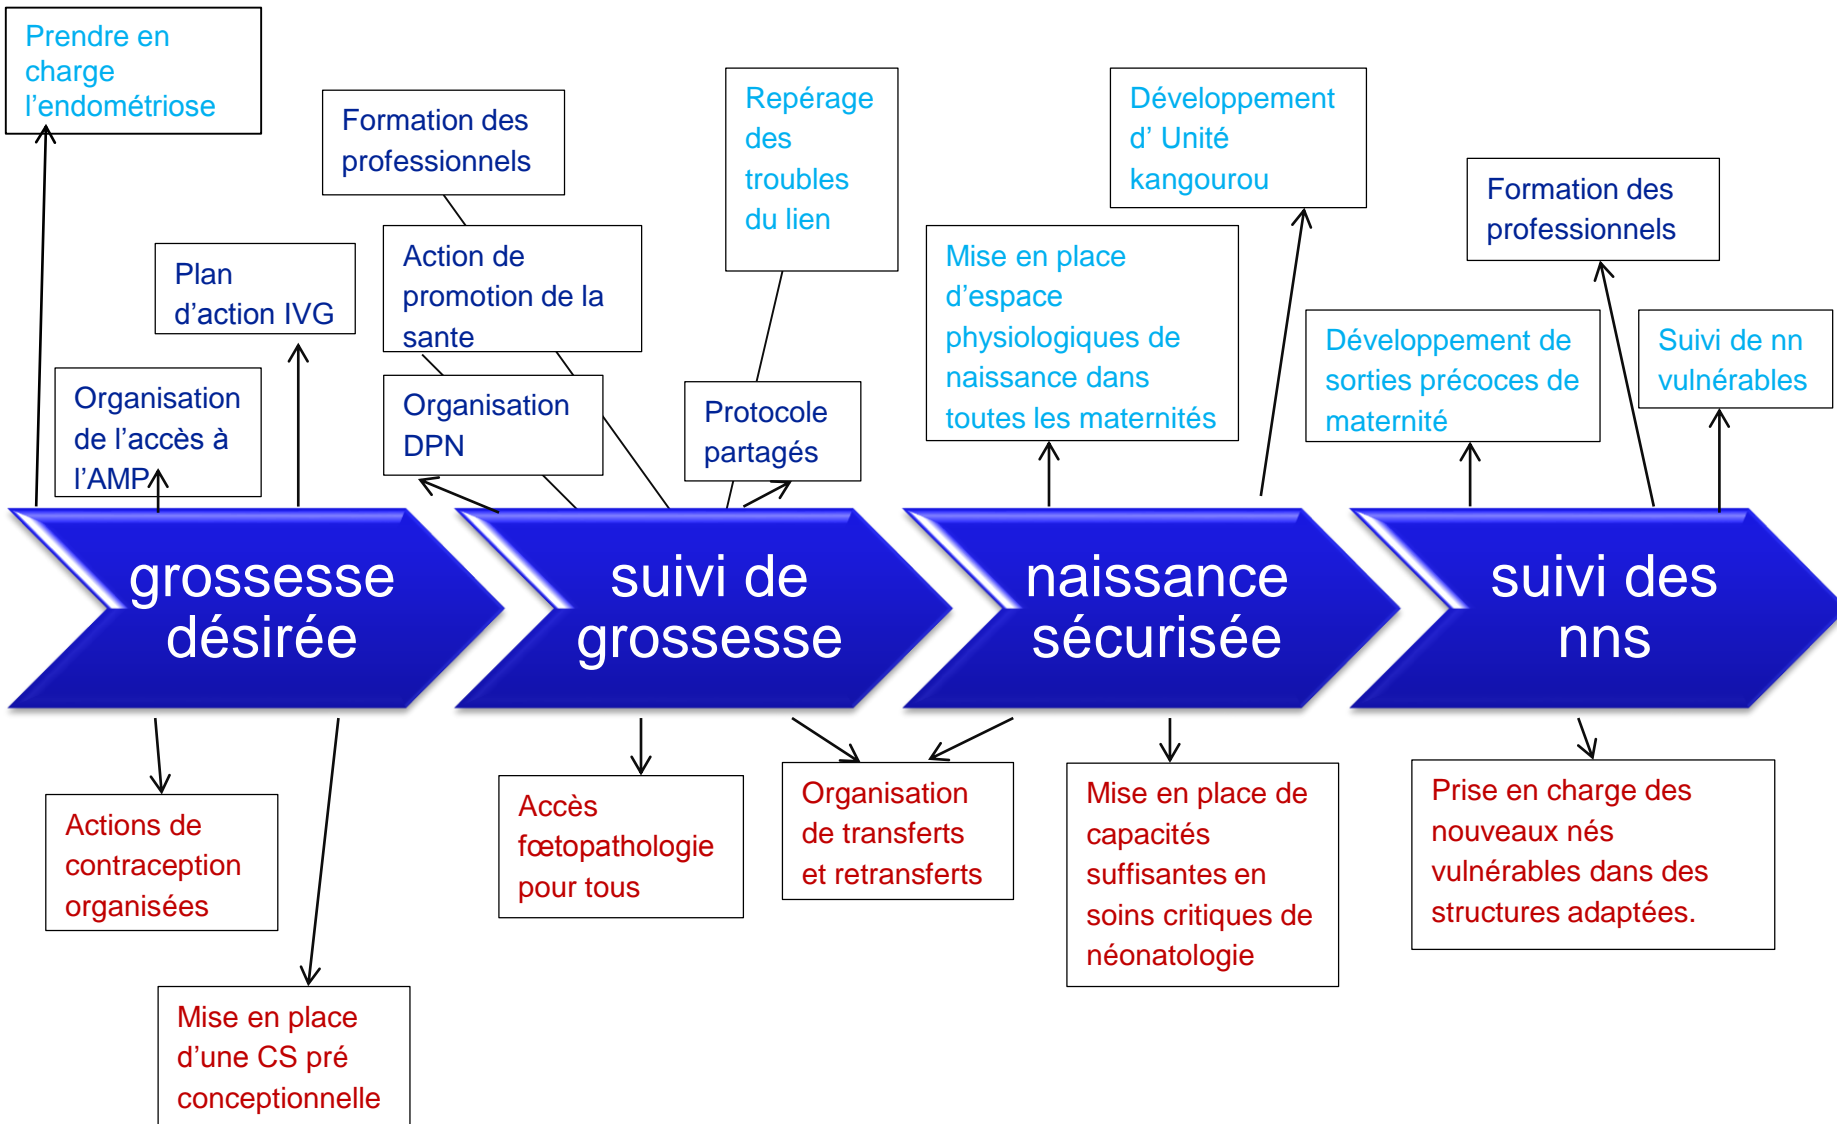 Prendre en
charge
l’endométriose
Formation des
professionnels
Repérage
des
troubles
du lien
Développement
d’ Unité
kangourou
Formation des
professionnels
Plan
d’action IVG
Action de
promotion de la
sante
Mise en place
d’espace
physiologiques de
naissance dans
toutes les maternités
Développement de
sorties précoces de
maternité
Suivi de nn
vulnérables
Organisation
de l’accès à
l’AMP
Organisation
DPN
Protocole
partagés
grossesse
désirée
suivi de
grossesse
naissance
sécurisée
suivi des
nns
Actions de
contraception
organisées
Mise en place
d’une CS pré
conceptionnelle
Accès
fœtopathologie
pour tous
Organisation
de transferts
et retransferts
Mise en place de
capacités
suffisantes en
soins critiques de
néonatologie
Prise en charge des
nouveaux nés
vulnérables dans des
structures adaptées.